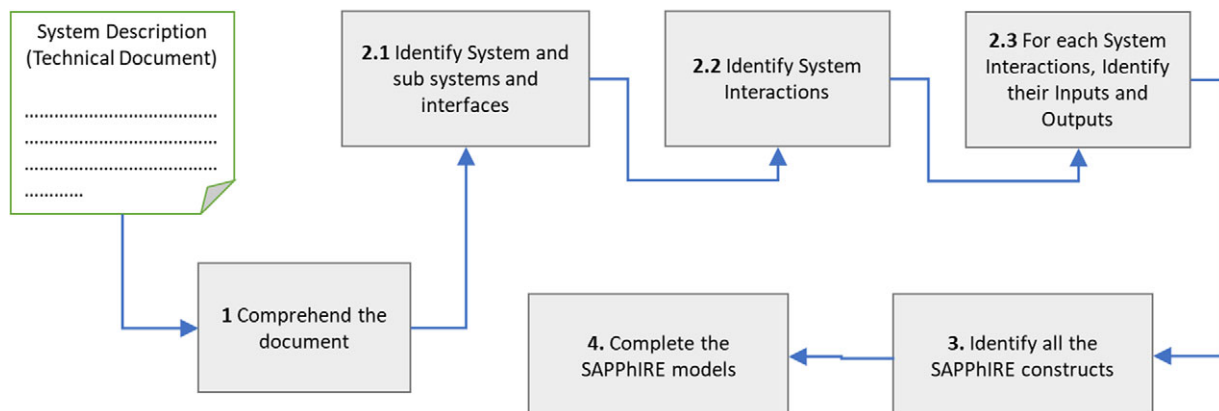 System Description
(Technical Document)
1 Comprehend the
document
2.1 Identify System and
sub systems and
interfaces
2.2 Identify System
Interactions
2.3 For each System
Interactions, Identify
their Inputs and
Outputs
3. Identify all the
SAPPhIRE constructs
4. Complete the
SAPPhIRE models